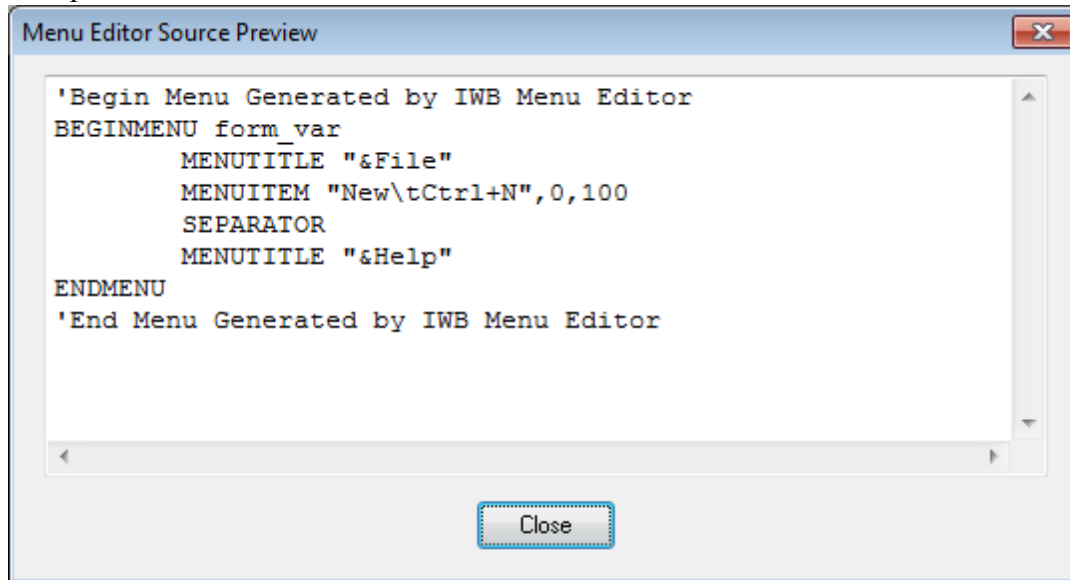 Menu Editor Source Preview
'Begin Menu Generated by IWB Menu Editor
BEGINMENU form_var
MENUTITLE "&File"
MENUITEM "New\tCtrl+N",0,100
SEPARATOR
MENUTITLE "&Help"
ENDMENU
'End Menu Generated by IWB Menu Editor
Close